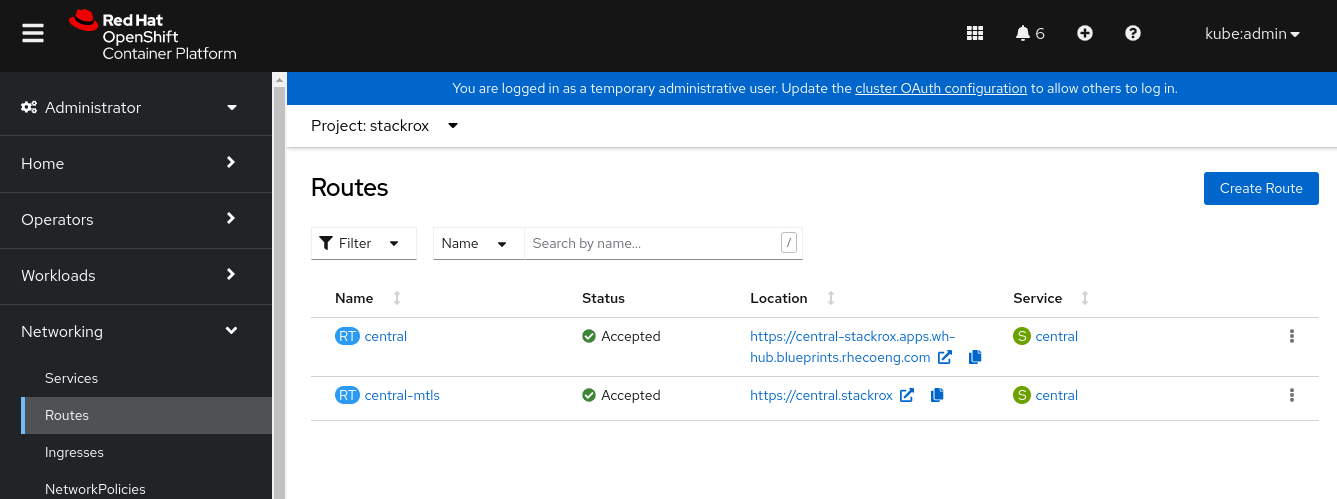 Red Hat
OpenShift
Container Platform
6
kube:admin
Administrator
You are logged in as a temporary administrative user. Update the cluster OAuth configuration to allow others to log in.
Project: stackrox
Home
Operators
Workloads
Networking
Services
Routes
Ingresses
NetworkPolicies
Routes
Create Route
Filter
Name
Search by name...
/
Name
Status
Location
Service
RT central
Accepted
https://central-stackrox.apps.wh-
hub.blueprints.rhecoeng.com
S central
RT central-mtls
Accepted
https://central.stackrox
S central